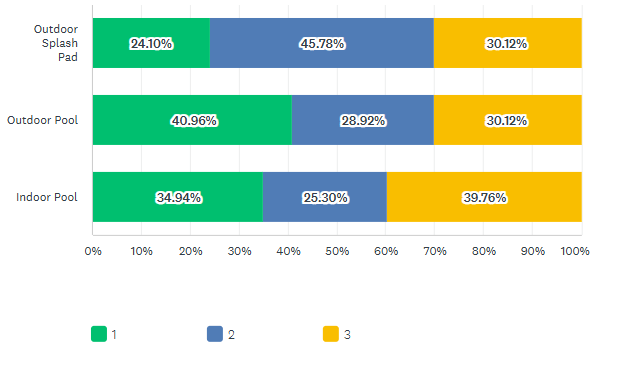 Outdoor
Splash
Pad
24.10% 45.78% 30.12%
Outdoor Pool 40.96% 28.92% 30.12%
Indoor Pool 34.94% 25.30% 39.76%
0% 10% 20% 30% 40% 50% 60% 70% 80% 90% 100%
1 2 3